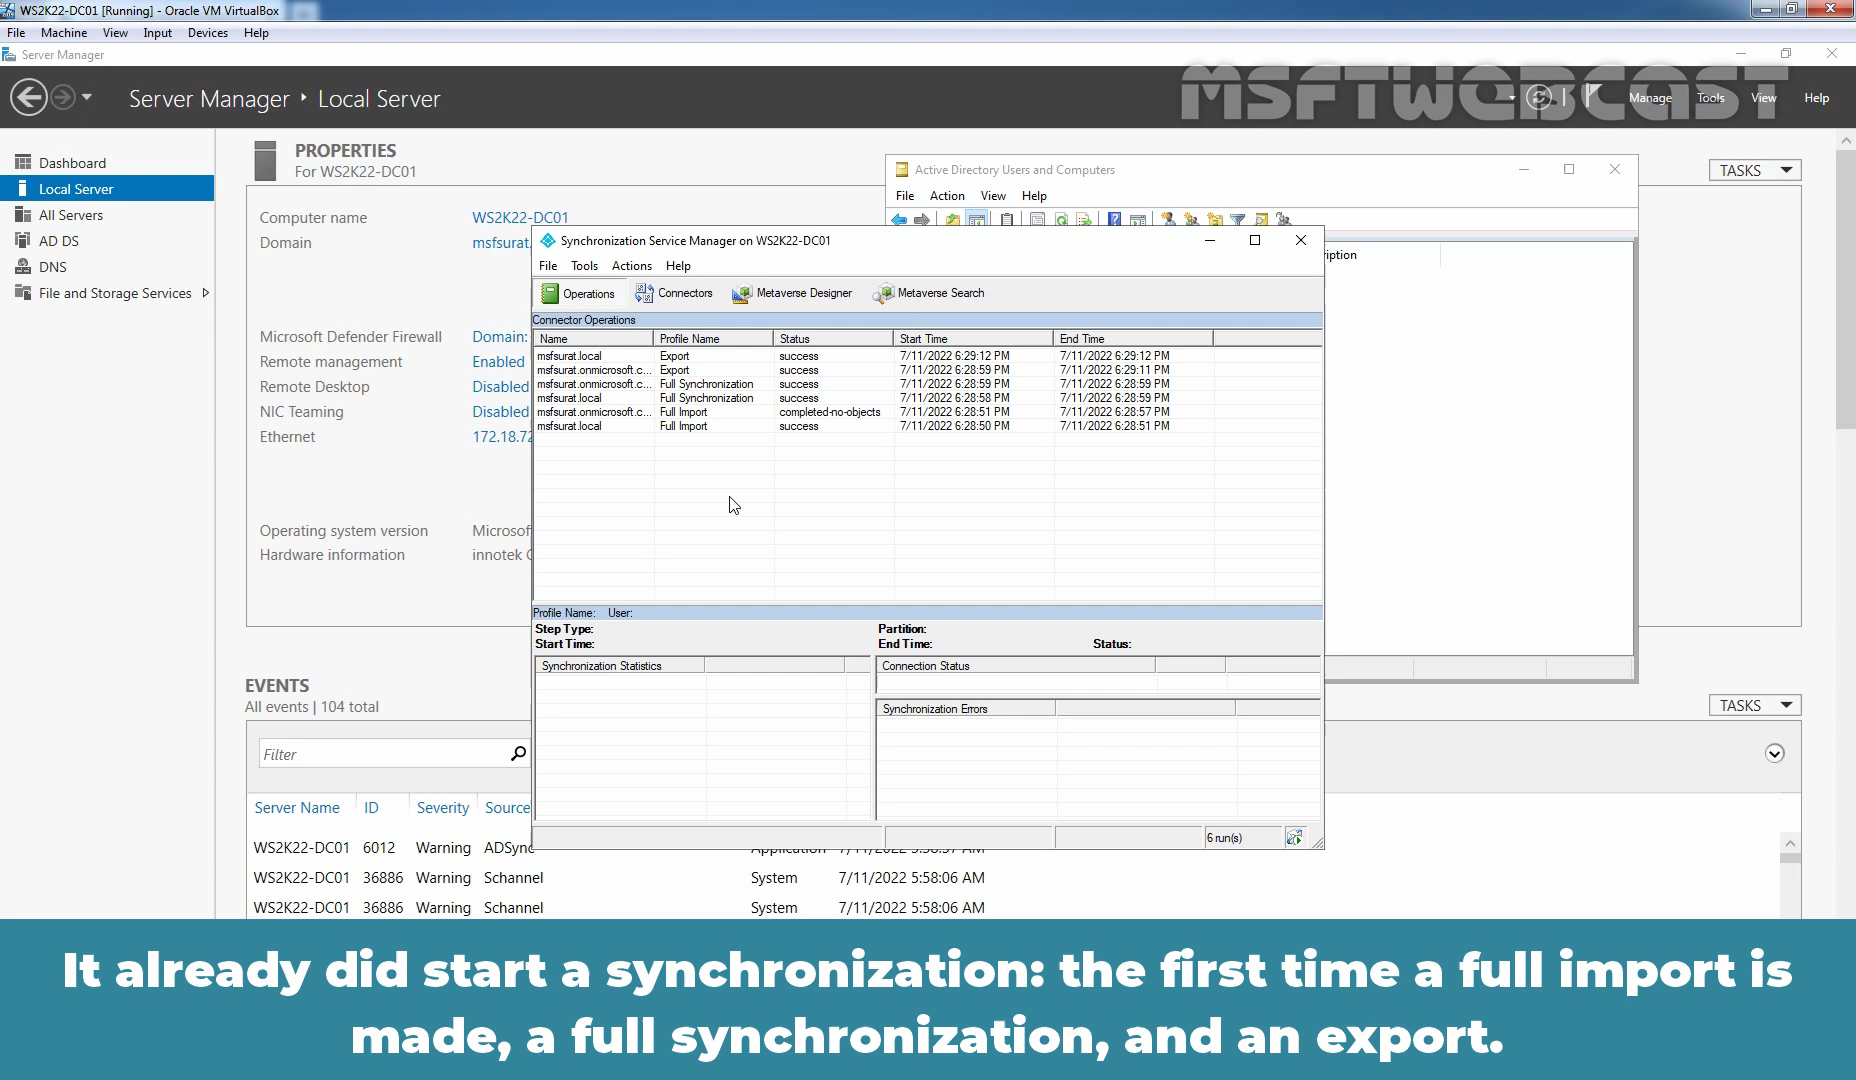 WS2K22-DC01 [Running] - Oracle VM VirtualBox
File Machine View Input Devices Help
Server Manager
Server Manager ‣ Local Server
MSFTWEBCAST
Manage Tools View Help
Dashboard
Local Server
All Servers
AD DS
DNS
File and Storage Services
PROPERTIES
For WS2K22-DC01
TASKS
Computer name WS2K22-DC01
Domain msfsurat.
Microsoft Defender Firewall Domain:
Remote management Enabled
Remote Desktop Disabled
NIC Teaming Disabled
Ethernet 172.18.72
Operating system version Microsof
Hardware information innotek
Active Directory Users and Computers
File Action View Help
ription
Synchronization Service Manager on WS2K22-DC01
File Tools Actions Help
Operations Connectors Metaverse Designer Metaverse Search
Connector Operations
Name Profile Name Status Start Time End Time
msfsurat.local Export success 7/11/2022 6:29:12 PM 7/11/2022 6:29:12 PM
msfsurat.onmicrosoft.c... Export success 7/11/2022 6:28:59 PM 7/11/2022 6:29:11 PM
msfsurat.onmicrosoft.c... Full Synchronization success 7/11/2022 6:28:59 PM 7/11/2022 6:28:59 PM
msfsurat.local Full Synchronization success 7/11/2022 6:28:58 PM 7/11/2022 6:28:59 PM
msfsurat.onmicrosoft.c... Full Import completed-no-objects 7/11/2022 6:28:51 PM 7/11/2022 6:28:57 PM
msfsurat.local Full Import success 7/11/2022 6:28:50 PM 7/11/2022 6:28:51 PM
Profile Name: User:
Step Type: Partition:
Start Time: End Time: Status:
Synchronization Statistics Connection Status
Synchronization Errors
6 run(s)
EVENTS
All events | 104 total
TASKS
Filter
Server Name ID Severity Source
WS2K22-DC01 6012 Warning ADSync
WS2K22-DC01 36886 Warning Schannel System 7/11/2022 5:58:06 AM
WS2K22-DC01 36886 Warning Schannel System 7/11/2022 5:58:06 AM
It already did start a synchronization: the first time a full import is
made, a full synchronization, and an export.